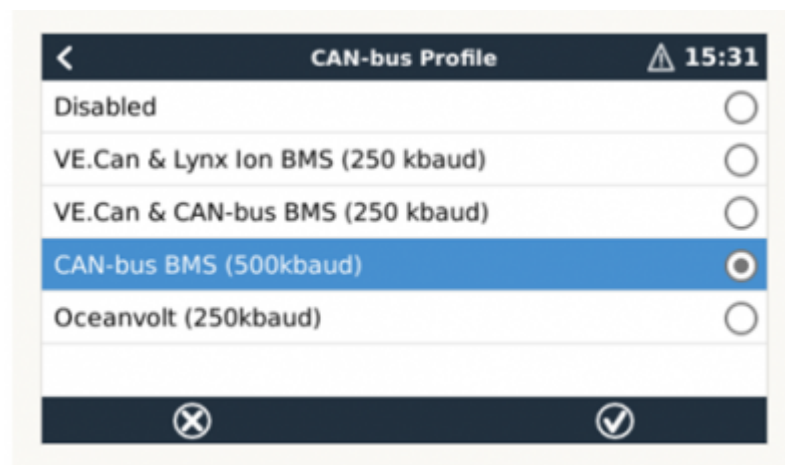 CAN-bus Profile 15:31
Disabled
VE.Can & Lynx Ion BMS (250 kbaud)
VE.Can & CAN-bus BMS (250 kbaud)
CAN-bus BMS (500kbaud)
Oceanvolt (250kbaud)